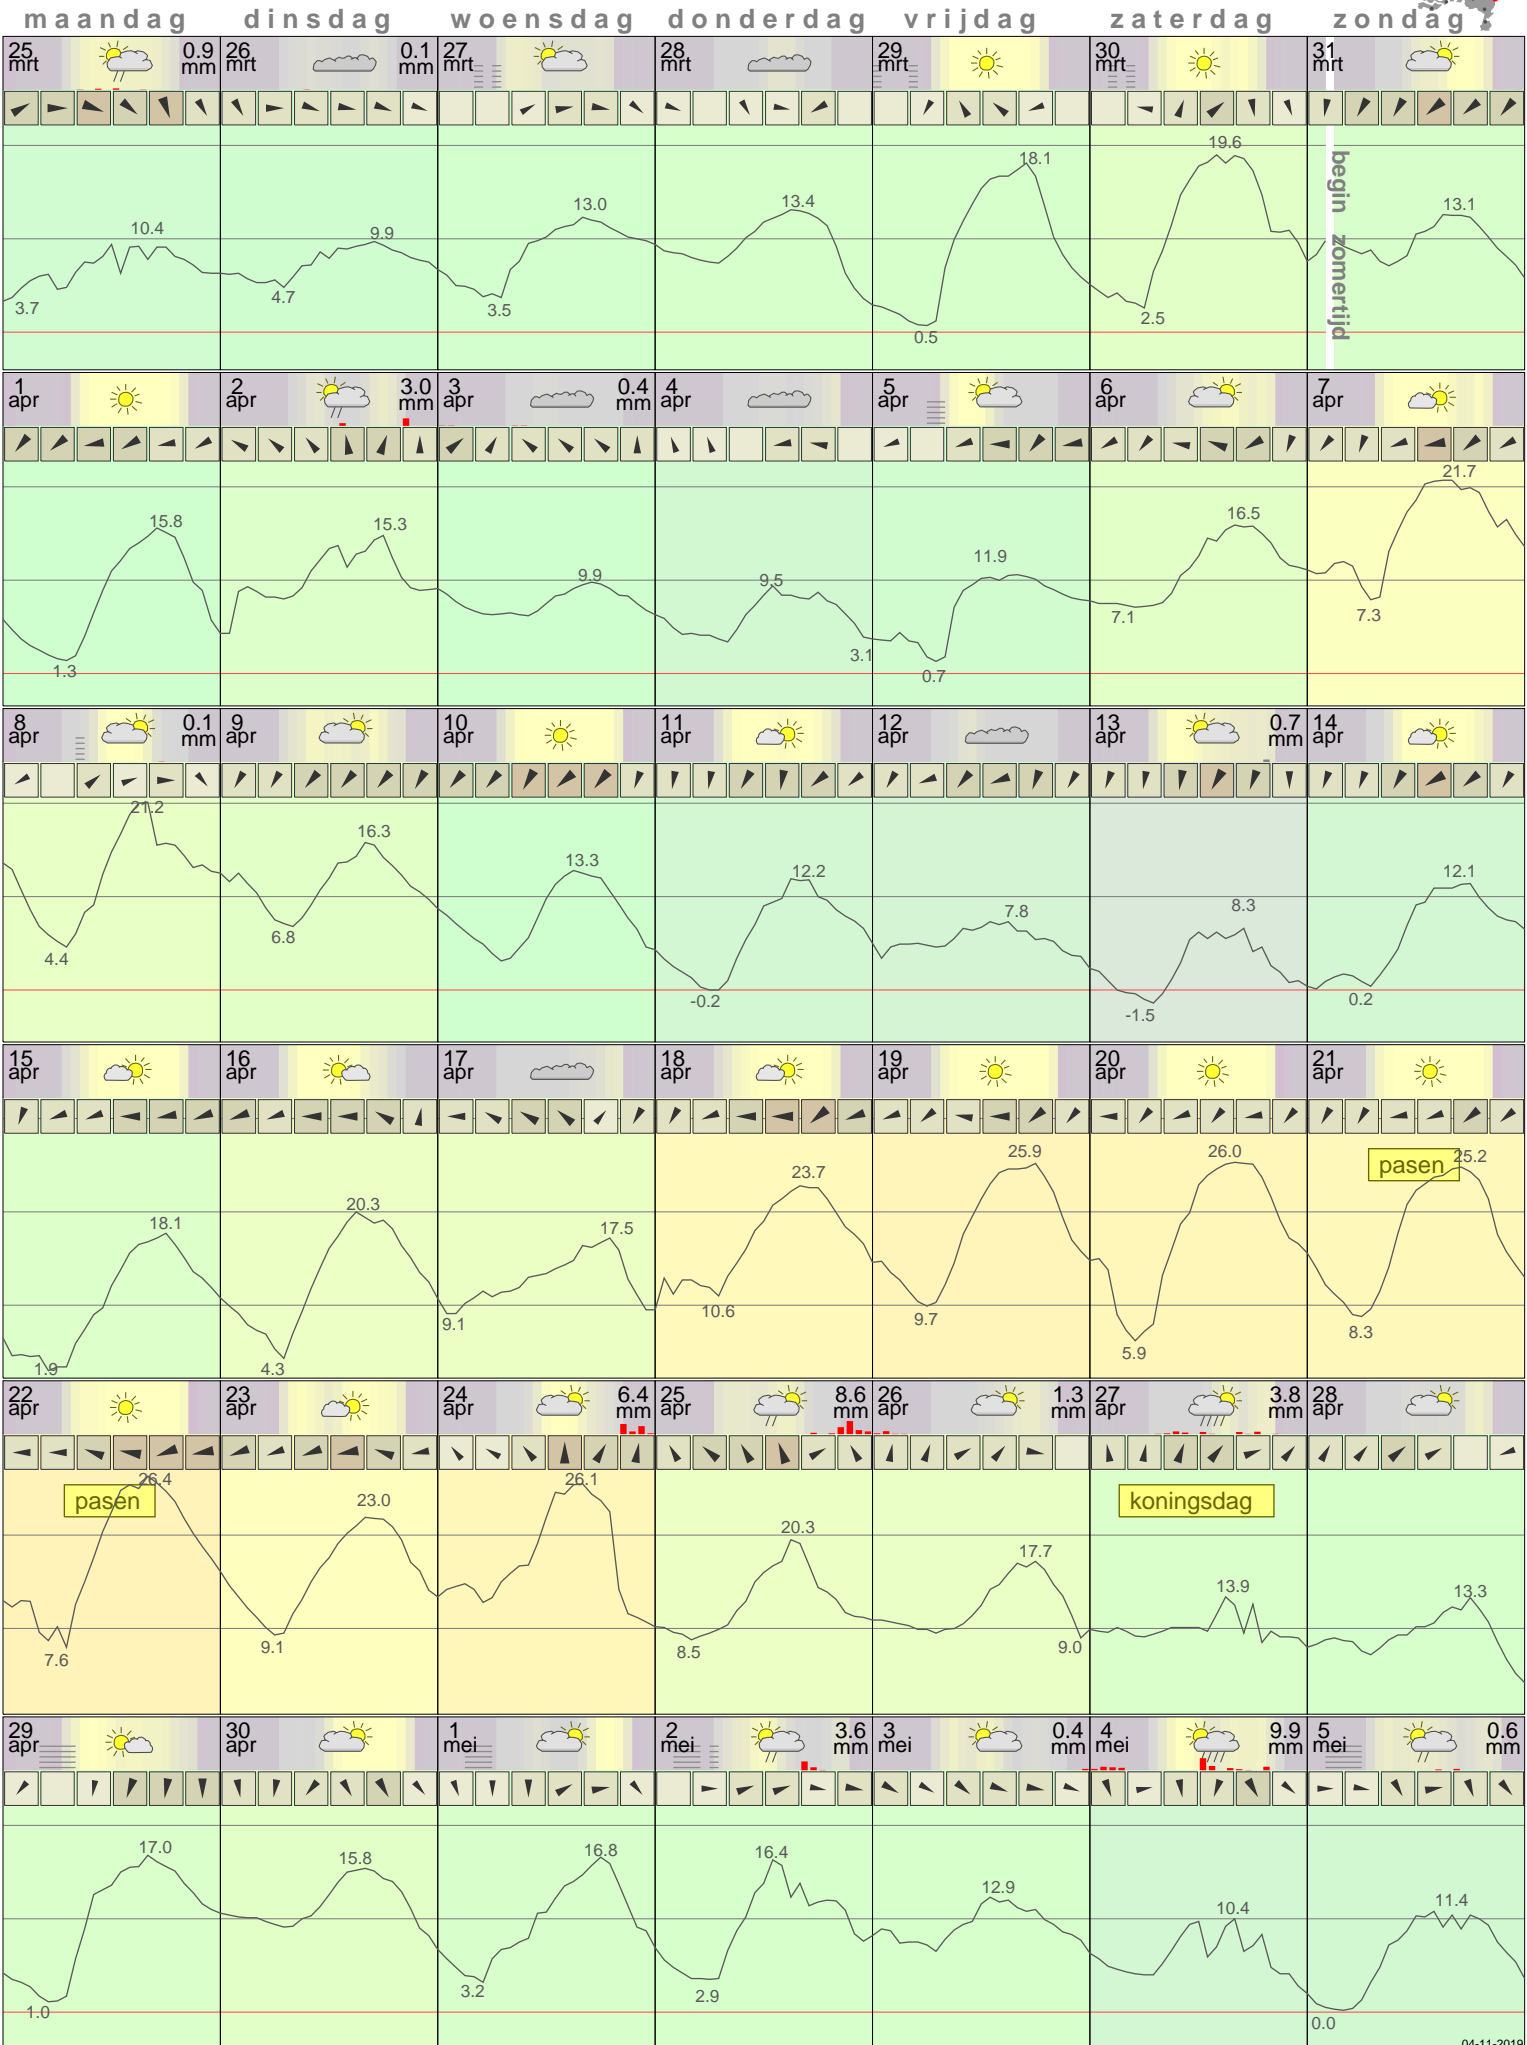 maandag dinsdag woensdag donderdag vrijdag zaterdag zondag
25 mrt 0.9 mm 26 mrt 0.1 mm 27 mrt 28 mrt 29 mrt 30 mrt 31 mrt
10.4 3.7 9.9 4.7 13.0 3.5 13.4 18.1 0.5 19.6 2.5 13.1
begin zomertijd
1 apr 2 apr 3.0 mm 3 apr 0.4 mm 4 apr 5 apr 6 apr 7 apr
15.8 1.3 15.3 9.9 9.5 3.1 11.9 0.7 16.5 7.1 21.7 7.3
8 apr 0.1 mm 9 apr 10 apr 11 apr 12 apr 13 apr 0.7 mm 14 apr
21.2 4.4 16.3 6.8 13.3 12.2 -0.2 7.8 8.3 -1.5 12.1 0.2
15 apr 16 apr 17 apr 18 apr 19 apr 20 apr 21 apr
18.1 1.9 20.3 4.3 17.5 9.1 23.7 10.6 25.9 9.7 26.0 5.9 pasen 25.2 8.3
22 apr 23 apr 24 apr 6.4 mm 25 apr 8.6 mm 26 apr 1.3 mm 27 apr 3.8 mm 28 apr
pasen 26.4 7.6 23.0 9.1 26.1 20.3 8.5 17.7 9.0 koningsdag 13.9 13.3
29 apr 30 apr 1 mei 2 mei 3.6 mm 3 mei 0.4 mm 4 mei 9.9 mm 5 mei 0.6 mm
17.0 1.0 15.8 16.8 3.2 16.4 2.9 12.9 10.4 11.4 0.0
04-11-2019